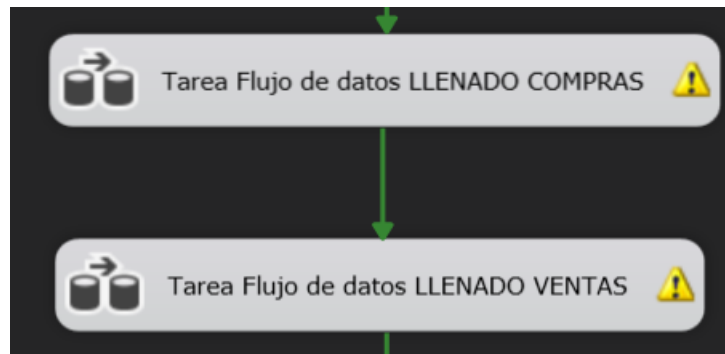 Tarea Flujo de datos LLENADO COMPRAS
Tarea Flujo de datos LLENADO VENTAS